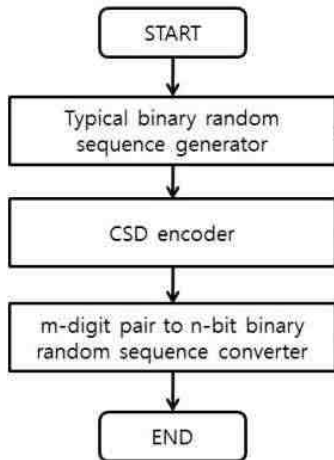 START
Typical binary random
sequence generator
CSD encoder
m-digit pair to n-bit binary
random sequence converter
END